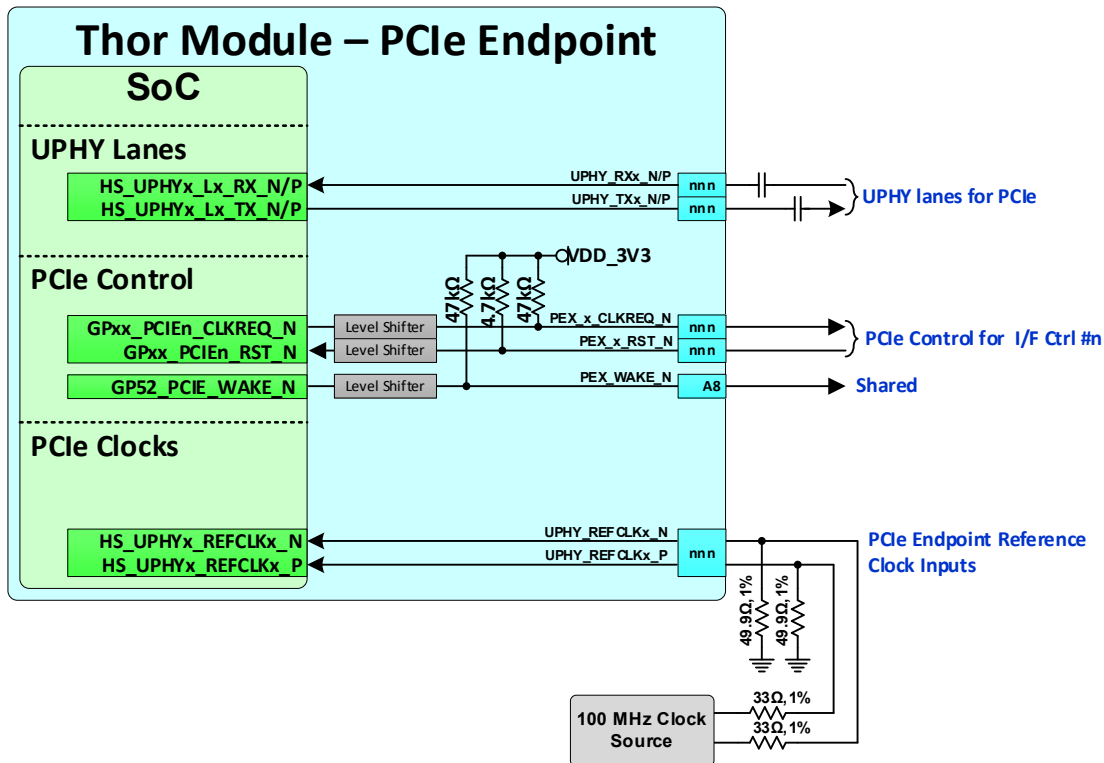 Thor Module – PCIe Endpoint
SoC
UPHY Lanes
HS_UPHYx_Lx_RX_N/P
HS_UPHYx_Lx_TX_N/P
UPHY_RXx_N/P
UPHY_TXx_N/P
nnn
nnn
UPHY lanes for PCIe
VDD_3V3
47kΩ
4.7kΩ
47kΩ
PCIe Control
GPxx_PCIEn_CLKREQ_N
GPxx_PCIEn_RST_N
GP52_PCIE_WAKE_N
Level Shifter
Level Shifter
Level Shifter
PEX_x_CLKREQ_N
PEX_x_RST_N
PEX_WAKE_N
nnn
nnn
A8
PCIe Control for I/F Ctrl #n
Shared
PCIe Clocks
HS_UPHYx_REFCLKx_N
HS_UPHYx_REFCLKx_P
UPHY_REFCLKx_N
UPHY_REFCLKx_P
nnn
PCIe Endpoint Reference
Clock Inputs
49.9Ω,1%
49.9Ω,1%
100 MHz Clock
Source
33Ω,1%
33Ω,1%